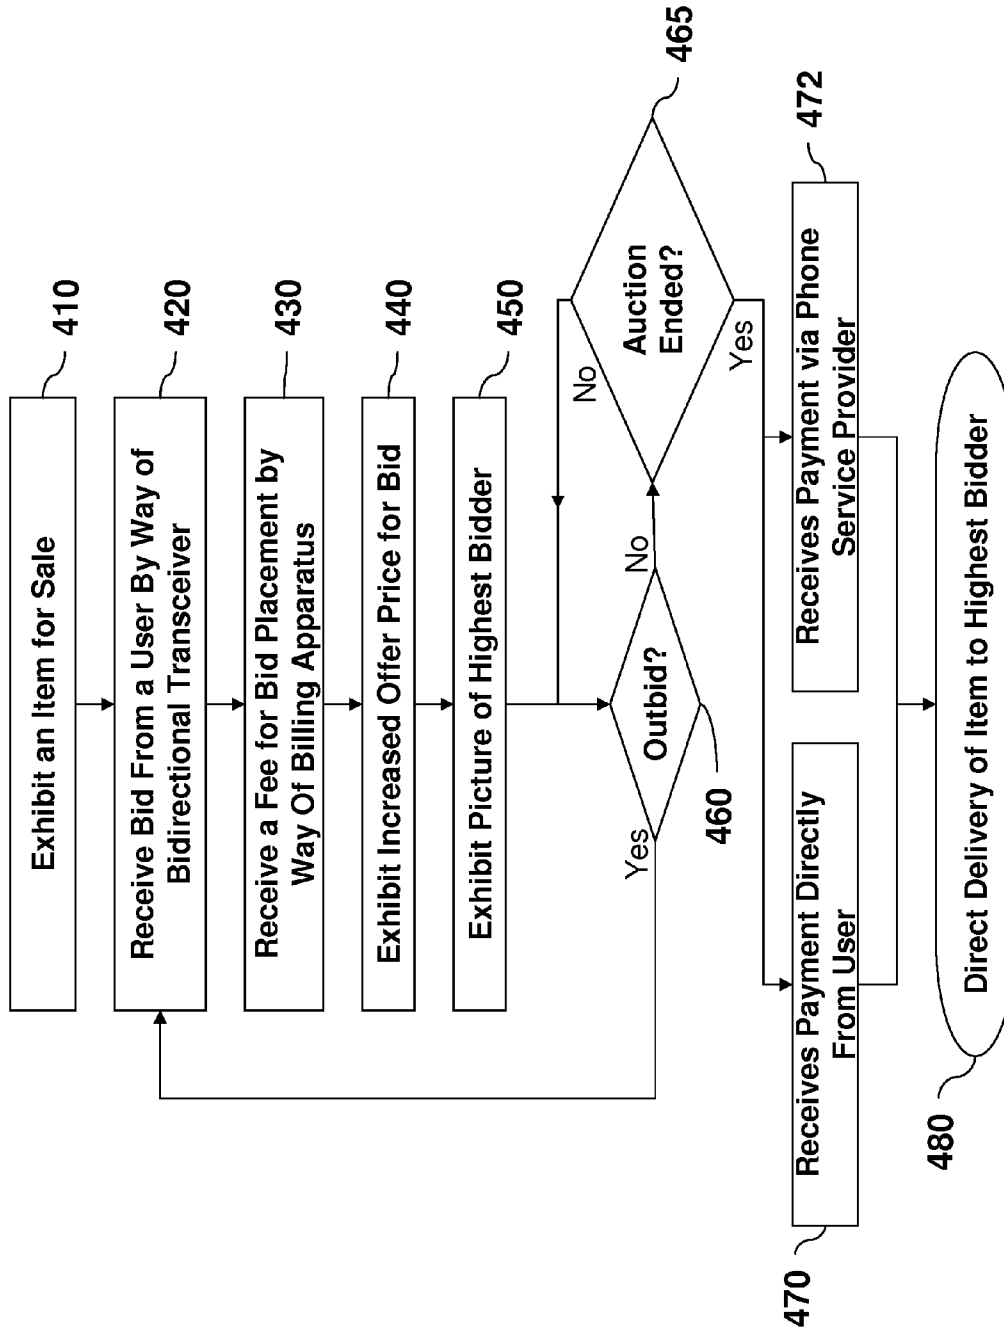 Exhibit an Item for Sale
410
Receive Bid From a User By Way of
Bidirectional Transceiver
420
Receive a Fee for Bid Placement by
Way Of Billing Apparatus
430
Exhibit Increased Offer Price for Bid
440
Exhibit Picture of Highest Bidder
450
Yes
Outbid?
460
No
No
Auction
Ended?
465
Yes
Receives Payment Directly
From User
470
Receives Payment via Phone
Service Provider
472
Direct Delivery of Item to Highest Bidder
480